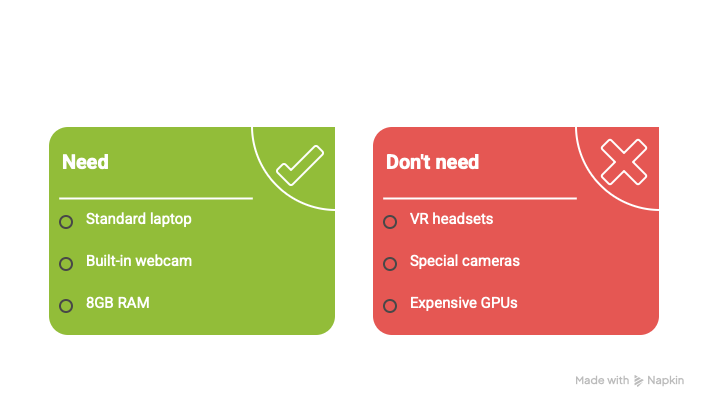 Need
Standard laptop
Built-in webcam
8GB RAM
Don't need
VR headsets
Special cameras
Expensive GPUs
Made with Napkin